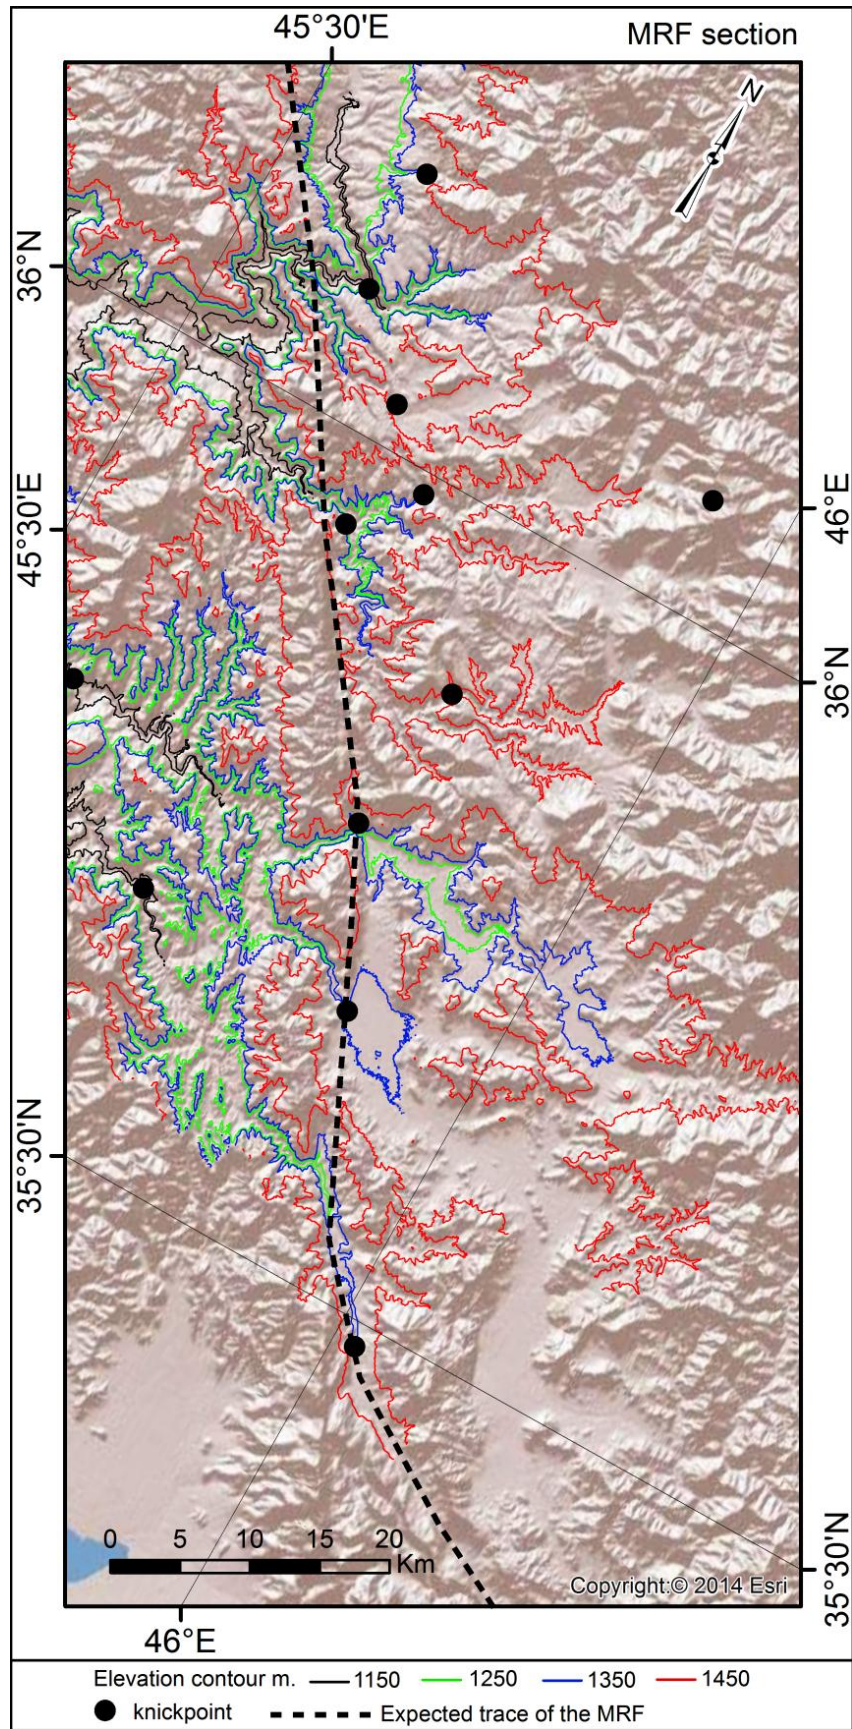 45°30'E
MRF section
N
36°N
46°E
45°30'E
36°N
35°30'N
0 5 10 15 20
Km
Copyright:© 2014 Esri
35°30'N
46°E
Elevation contour m. 1150 1250 1350 1450
knickpoint Expected trace of the MRF